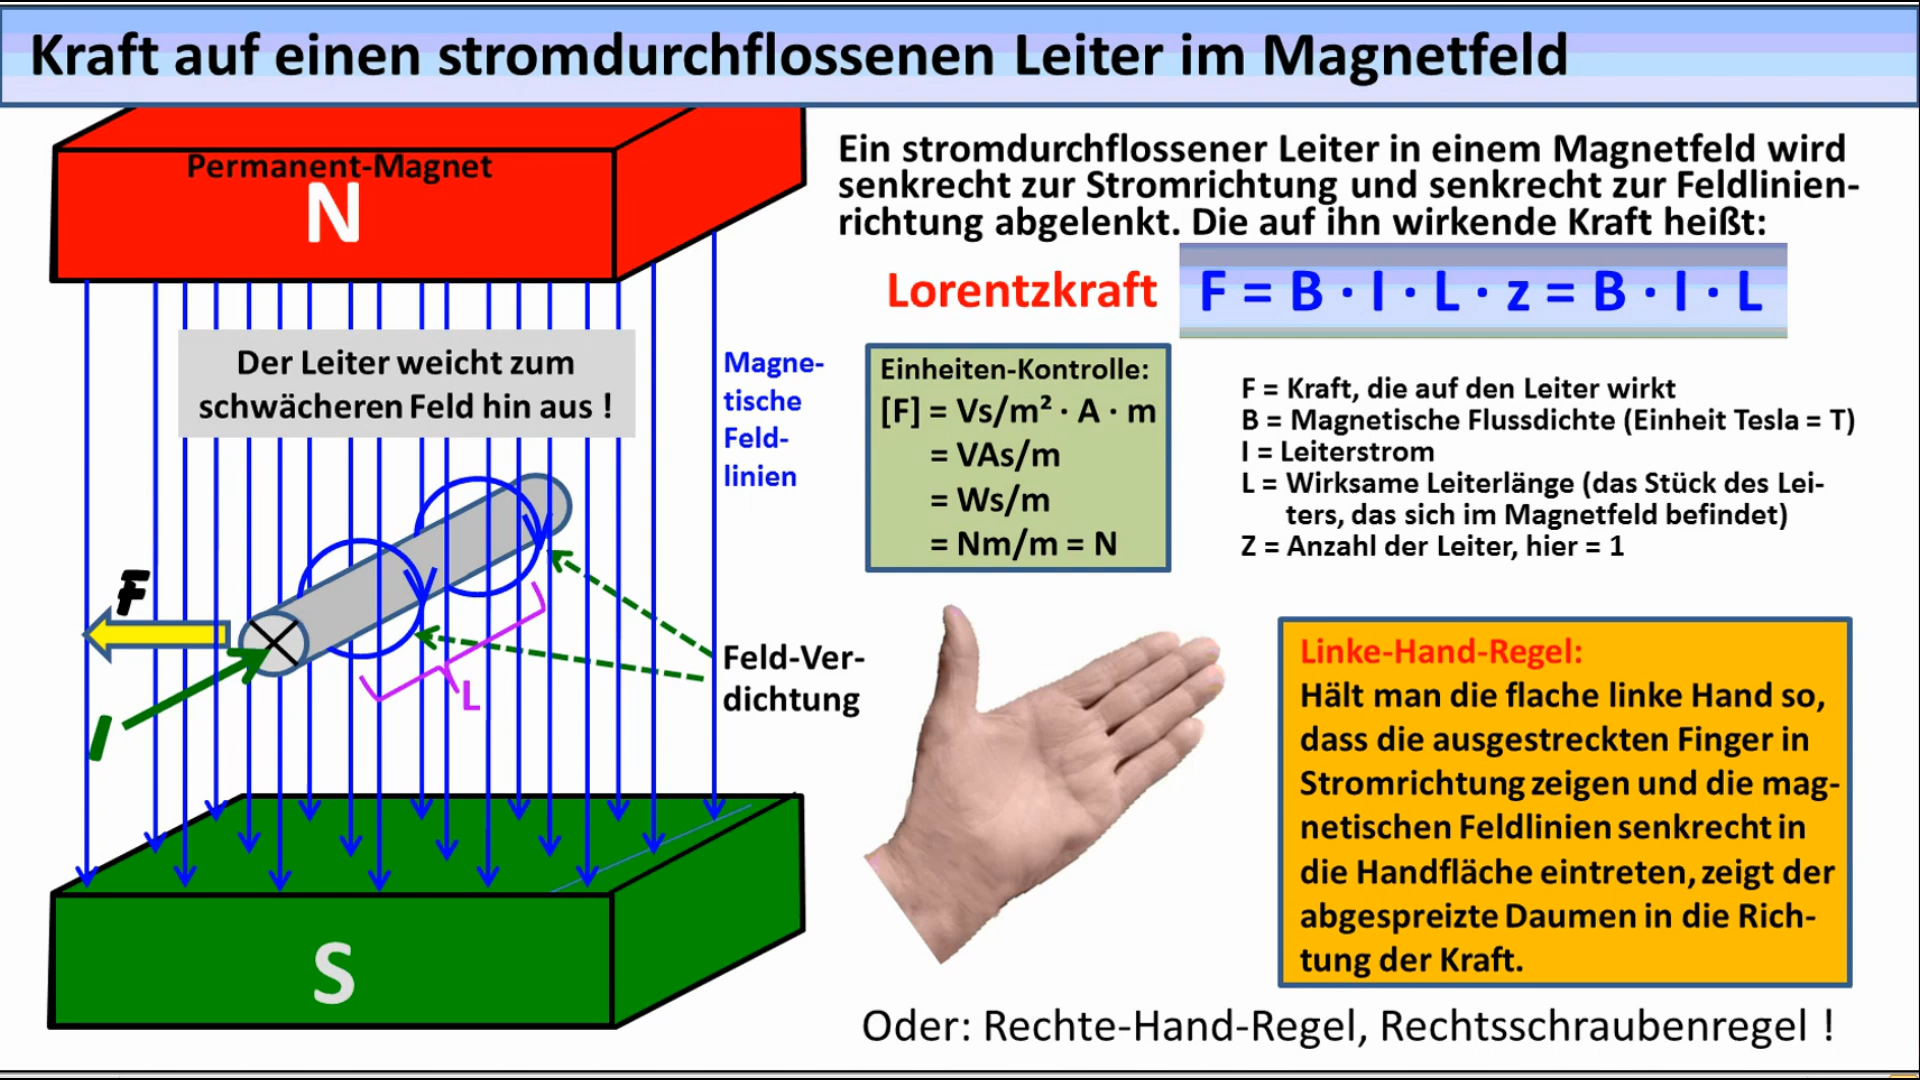 Kraft auf einen stromdurchflossenen Leiter im Magnetfeld
Permanent-Magnet
N
Der Leiter weicht zum
schwächeren Feld hin aus !
Magne-
tische
Feld-
linien
F
I
L
Feld-Ver-
dichtung
S
Ein stromdurchflossener Leiter in einem Magnetfeld wird
senkrecht zur Stromrichtung und senkrecht zur Feldlinien-
richtung abgelenkt. Die auf ihn wirkende Kraft heißt:
Lorentzkraft F = B · I · L · z = B · I · L
Einheiten-Kontrolle:
[F] = Vs/m² · A · m
= VAs/m
= Ws/m
= Nm/m = N
F = Kraft, die auf den Leiter wirkt
B = Magnetische Flussdichte (Einheit Tesla = T)
I = Leiterstrom
L = Wirksame Leiterlänge (das Stück des Lei-
ters, das sich im Magnetfeld befindet)
Z = Anzahl der Leiter, hier = 1
Linke-Hand-Regel:
Hält man die flache linke Hand so,
dass die ausgestreckten Finger in
Stromrichtung zeigen und die mag-
netischen Feldlinien senkrecht in
die Handfläche eintreten, zeigt der
abgespreizte Daumen in die Rich-
tung der Kraft.
Oder: Rechte-Hand-Regel, Rechtsschraubenregel !